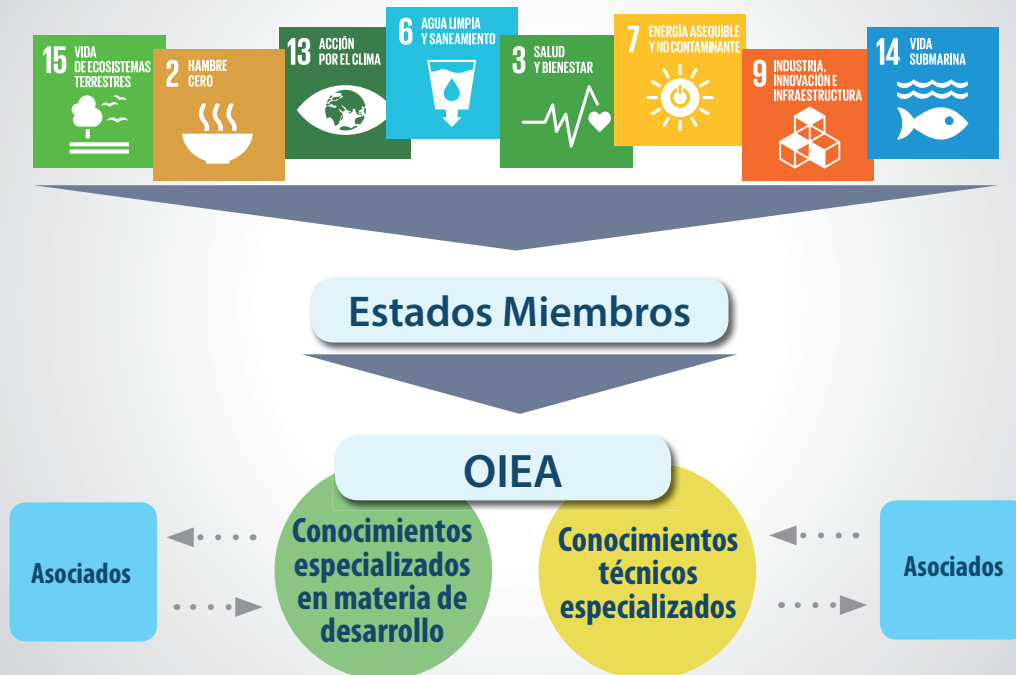 15 VIDA
DE ECOSISTEMAS
TERRESTRES
2 HAMBRE
CERO
13 ACCIÓN
POR EL CLIMA
6 AGUA LIMPIA
Y SANEAMIENTO
3 SALUD
Y BIENESTAR
7 ENERGÍA ASEQUIBLE
Y NO CONTAMINANTE
9 INDUSTRIA,
INNOVACIÓN E
INFRAESTRUCTURA
14 VIDA
SUBMARINA
Estados Miembros
OIEA
Asociados
Conocimientos
especializados
en materia de
desarrollo
Conocimientos
técnicos
especializados
Asociados